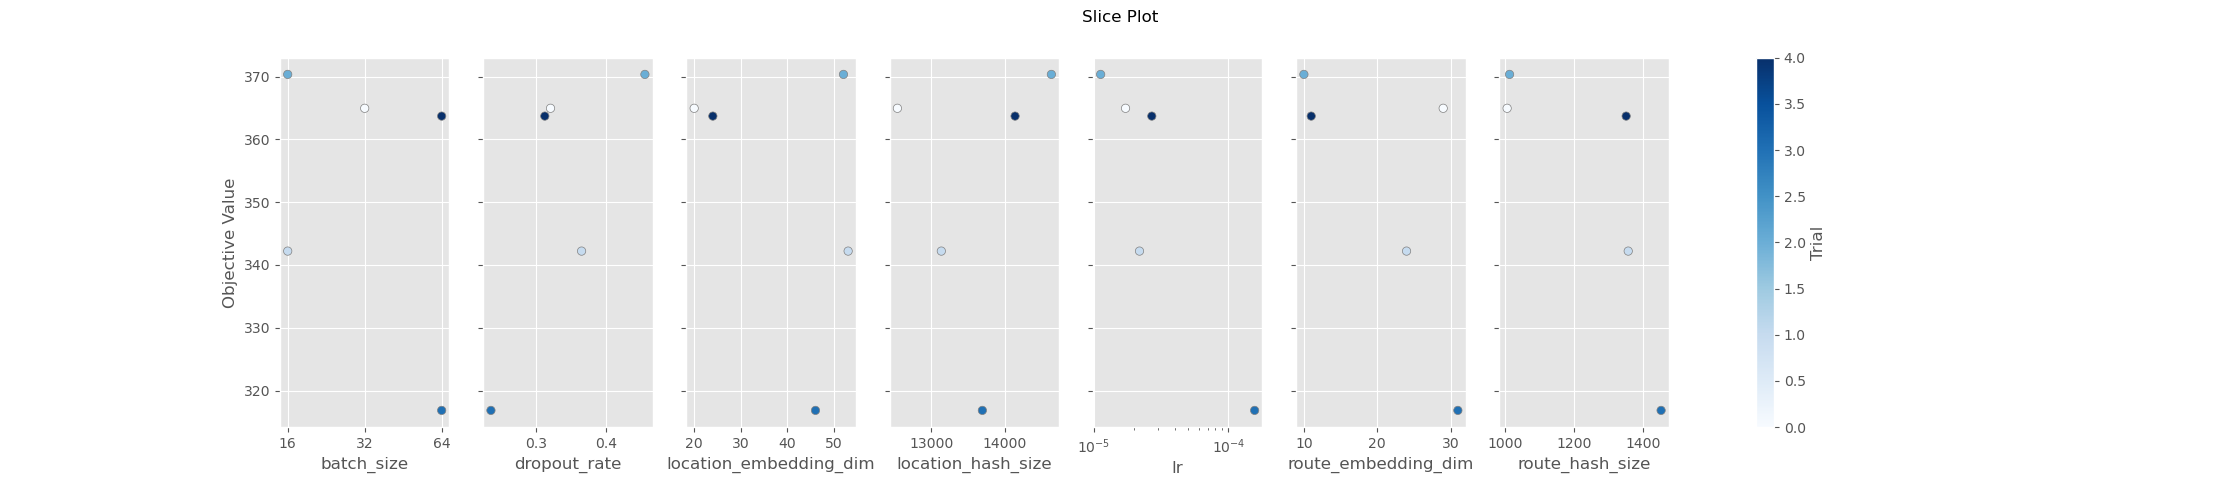 Slice Plot
Objective Value
370
360
350
340
330
320
16 32 64
batch_size
0.3 0.4
dropout_rate
20 30 40 50
location_embedding_dim
13000 14000
location_hash_size
10⁻⁵ 10⁻⁴
lr
10 20 30
route_embedding_dim
1000 1200 1400
route_hash_size
4.0
3.5
3.0
2.5
2.0
1.5
1.0
0.5
0.0
Trial